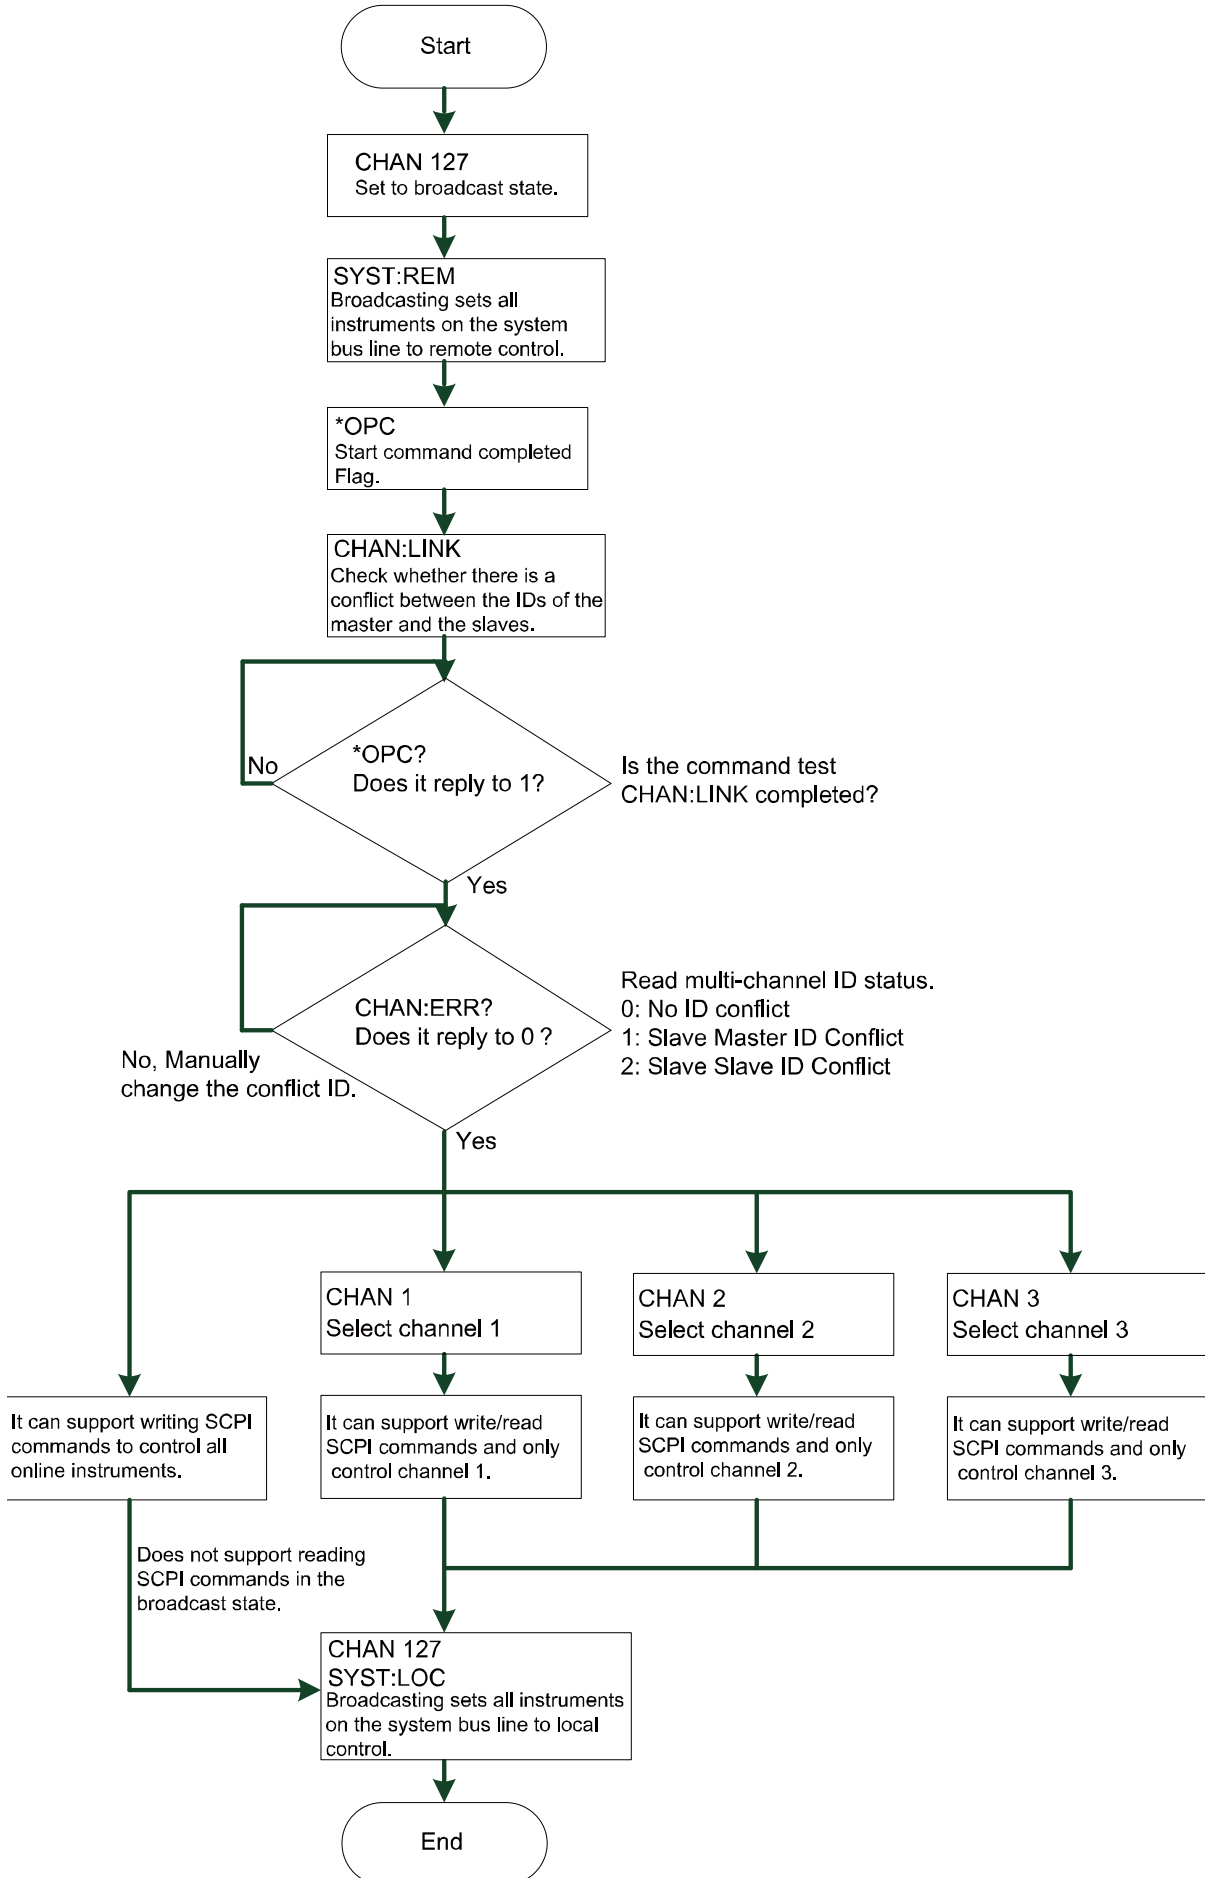 Start
CHAN 127
Set to broadcast state.
SYST:REM
Broadcasting sets all
instruments on the system
bus line to remote control.
*OPC
Start command completed
Flag.
CHAN:LINK
Check whether there is a
conflict between the IDs of the
master and the slaves.
*OPC?
Does it reply to 1?
No
Is the command test
CHAN:LINK completed?
Yes
CHAN:ERR?
Does it reply to 0 ?
No, Manually
change the conflict ID.
Read multi-channel ID status.
0: No ID conflict
1: Slave Master ID Conflict
2: Slave Slave ID Conflict
Yes
CHAN 1
Select channel 1
CHAN 2
Select channel 2
CHAN 3
Select channel 3
It can support writing SCPI
commands to control all
online instruments.
It can support write/read
SCPI commands and only
control channel 1.
It can support write/read
SCPI commands and only
control channel 2.
It can support write/read
SCPI commands and only
control channel 3.
Does not support reading
SCPI commands in the
broadcast state.
CHAN 127
SYST:LOC
Broadcasting sets all instruments
on the system bus line to local
control.
End